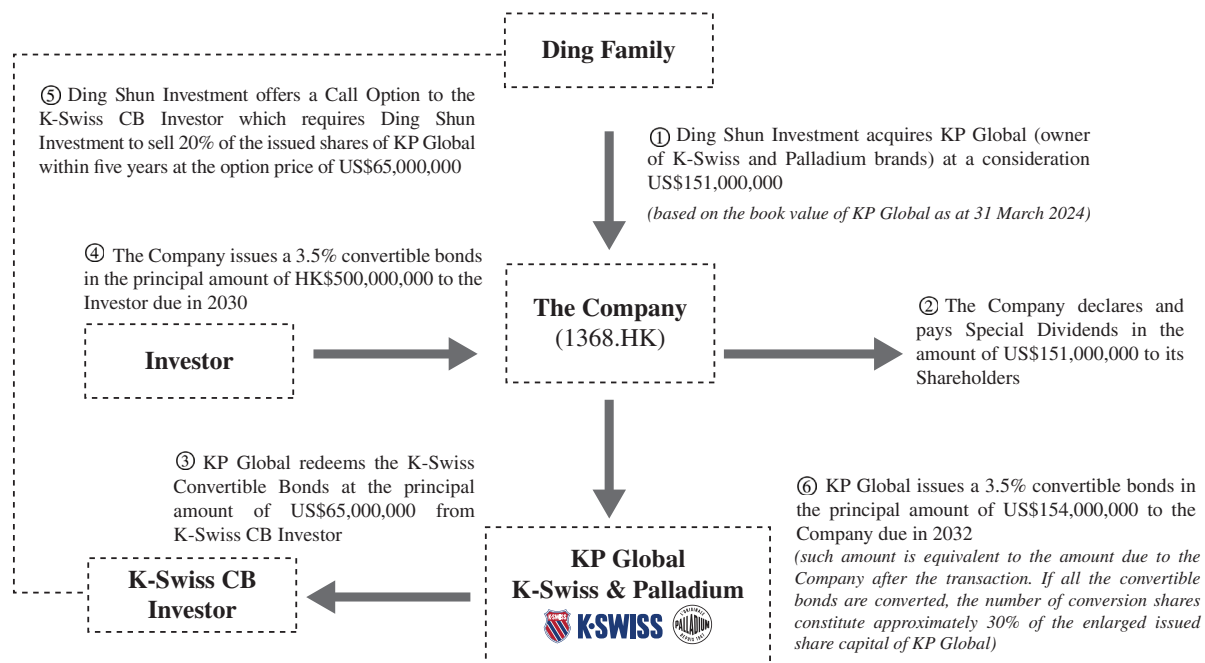 Ding Family
⑤ Ding Shun Investment offers a Call Option to the
K-Swiss CB Investor which requires Ding Shun
Investment to sell 20% of the issued shares of KP Global
within five years at the option price of US$65,000,000
① Ding Shun Investment acquires KP Global (owner
of K-Swiss and Palladium brands) at a consideration
US$151,000,000
(based on the book value of KP Global as at 31 March 2024)
④ The Company issues a 3.5% convertible bonds
in the principal amount of HK$500,000,000 to the
Investor due in 2030
Investor
The Company
(1368.HK)
② The Company declares and
pays Special Dividends in the
amount of US$151,000,000 to its
Shareholders
③ KP Global redeems the K-Swiss
Convertible Bonds at the principal
amount of US$65,000,000 from
K-Swiss CB Investor
K-Swiss CB
Investor
KP Global
K-Swiss & Palladium
K·SWISS
PALLADIUM
⑥ KP Global issues a 3.5% convertible bonds in
the principal amount of US$154,000,000 to the
Company due in 2032
(such amount is equivalent to the amount due to the
Company after the transaction. If all the convertible
bonds are converted, the number of conversion shares
constitute approximately 30% of the enlarged issued
share capital of KP Global)